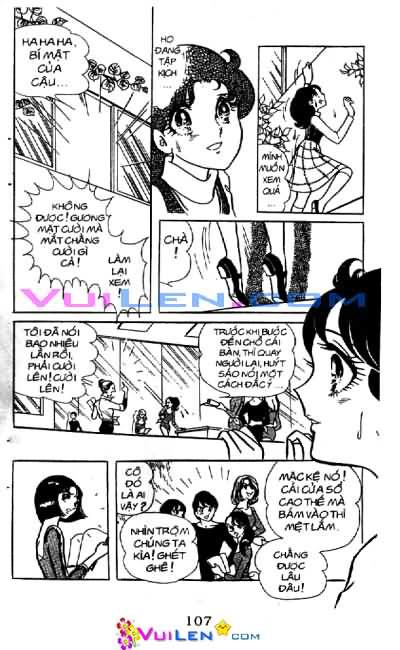 HA HA HA,
BÍ MẬT
CỦA
CẬU...
HỌ
ĐANG
TẬP
KỊCH
...
MÌNH
MUỐN
XEM
QUÁ
...
KHÔNG
ĐƯỢC! GƯƠNG
MẶT CƯỜI MÀ
MẮT CHẲNG
CƯỜI GÌ
CẢ!
LÀM
LẠI
XEM
!
CHÀ!
VUILEN.COM
TÔI ĐÃ NÓI
BAO NHIÊU
LẦN RỒI,
PHẢI CƯỜI
LÊN! CƯỜI
LÊN!
TRƯỚC KHI BƯỚC
ĐẾN CHỖ CÁI
BÀN, THÌ QUAY
NGƯỜI LẠI, HUÝT
SÁO NÓI MỘT
CÁCH ĐẮC Ý...
CÔ
ĐÓ
LÀ AI
VẬY?
NHÌN TRỘM
CHÚNG TA
KÌA! GHÉT
GHÊ!
MẶC KỆ NÓ!
CÁI CỬA SỔ
CAO THẾ MÀ
BÁM VÀO THÌ
MỆT LẮM.
CHẲNG
ĐƯỢC
LÂU
ĐÂU!
107
VUILEN.COM